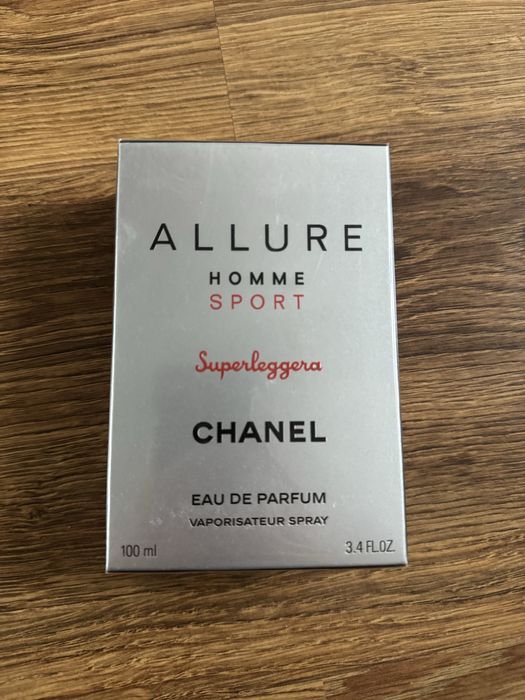 ALLURE
HOMME
SPORT
Superleggera
CHANEL
EAU DE PARFUM
VAPORISATEUR SPRAY
100 ml 3.4 FL.OZ.